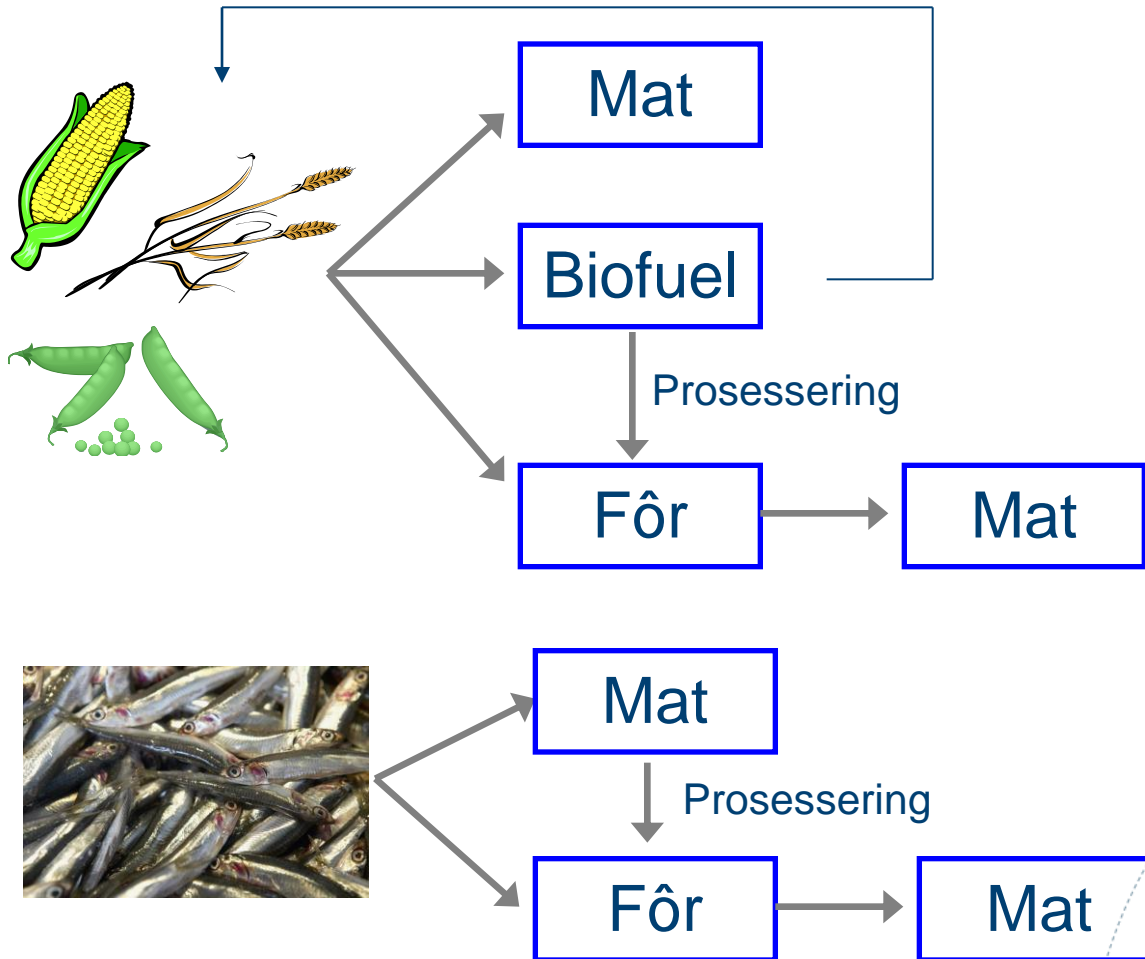 Mat
Biofuel
Prosessering
Fôr
Mat
Mat
Prosessering
Fôr
Mat